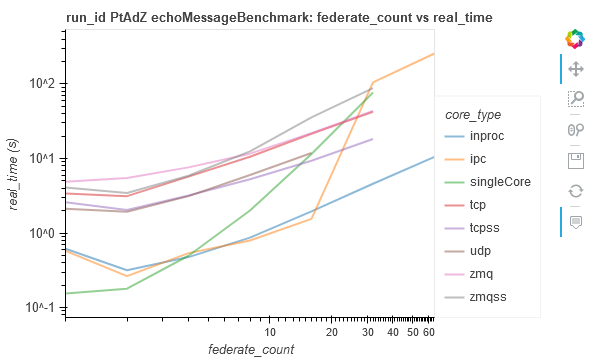 run_id PtAdZ echoMessageBenchmark: federate_count vs real_time
real_time (s)
10^2
10^1
10^0
10^-1
10
20
30
40
50
60
federate_count
core_type
inproc
ipc
singleCore
tcp
tcpss
udp
zmq
zmqss